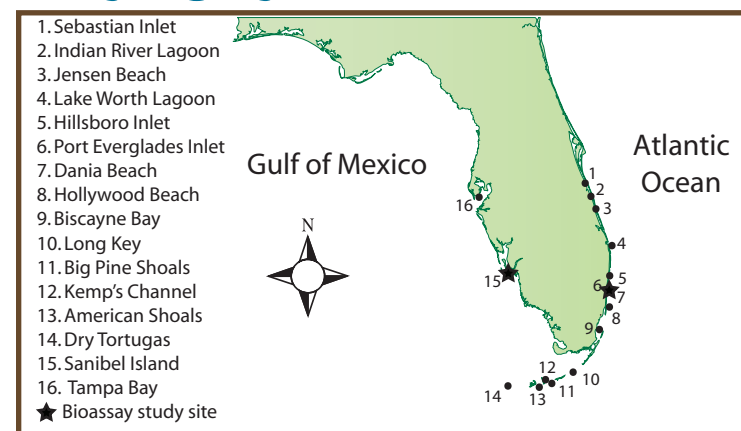 1. Sebastian Inlet
2. Indian River Lagoon
3. Jensen Beach
4. Lake Worth Lagoon
5. Hillsboro Inlet
6. Port Everglades Inlet
7. Dania Beach
8. Hollywood Beach
9. Biscayne Bay
10. Long Key
11. Big Pine Shoals
12. Kemp's Channel
13. American Shoals
14. Dry Tortugas
15. Sanibel Island
16. Tampa Bay
Bioassay study site
Gulf of Mexico
Atlantic
Ocean
N
1
2
3
16
4
15
5
6
7
8
9
10
12
11
13
14